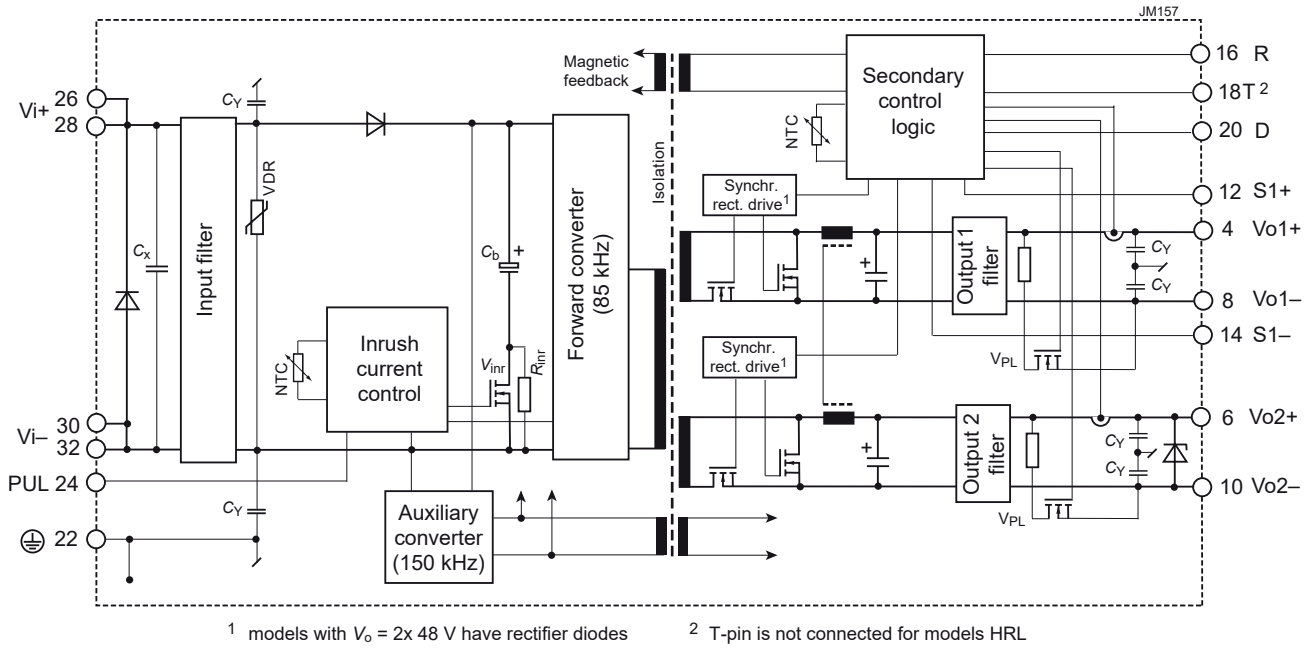 JM157
Magnetic
feedback
Secondary
control
logic
NTC
16 R
18T 2
20 D
12 S1+
4 Vo1+
8 Vo1–
14 S1–
6 Vo2+
10 Vo2–
26
Vi+
28
30
Vi–
32
PUL 24
22
CY
VDR
Cx
Input filter
CY
Cb
+
Inrush
current
control
NTC
Vinr
Rinr
Forward converter
(85 kHz)
Isolation
Auxiliary
converter
(150 kHz)
Synchr.
rect. drive1
+
Output 1
filter
CY
CY
VPL
Synchr.
rect. drive1
+
Output 2
filter
CY
CY
VPL
1 models with Vo = 2x 48 V have rectifier diodes
2 T-pin is not connected for models HRL